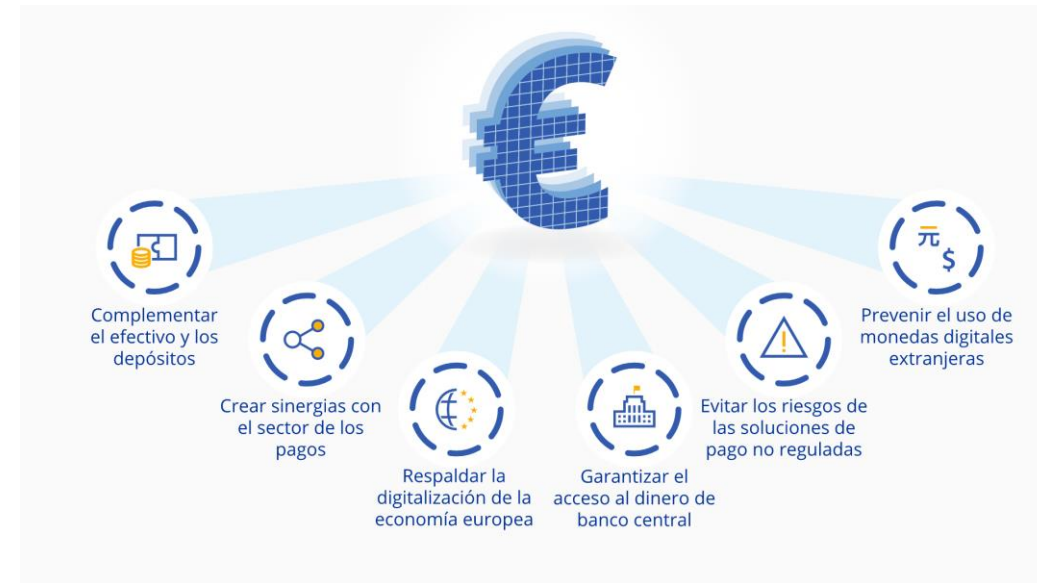 €
Complementar
el efectivo y los
depósitos
Crear sinergias con
el sector de los
pagos
Respaldar la
digitalización de la
economía europea
Garantizar el
acceso al dinero de
banco central
Evitar los riesgos de
las soluciones de
pago no reguladas
元
$
Prevenir el uso de
monedas digitales
extranjeras